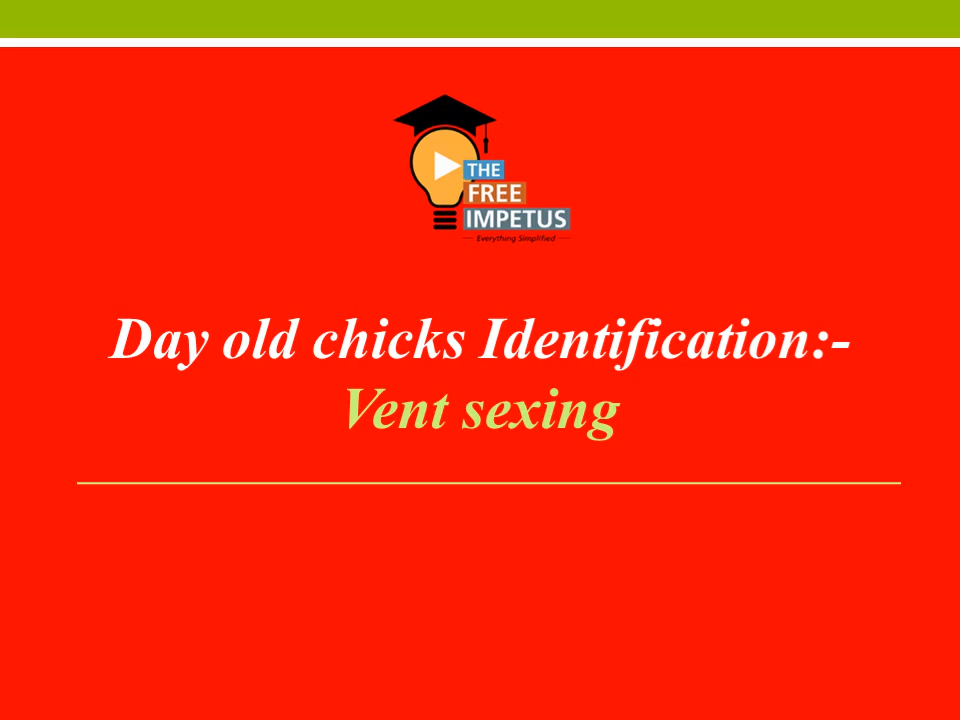 THE
FREE
IMPETUS
Everything Simplified
Day old chicks Identification:-
Vent sexing